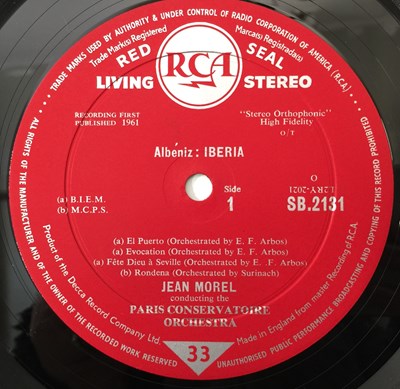 TRADE MARKS USED BY AUTHORITY & UNDER CONTROL OF RADIO CORPORATION OF AMERICA (R.C.A.)
Trade Mark(s) Registered
Marca(s) Registrada(s)
RED SEAL
RCA
LIVING STEREO
RECORDING FIRST
PUBLISHED 1961
"Stereo Orthophonic"
High Fidelity
O/T
Albéniz : IBERIA
(a) B.I.E.M.
(b) M.C.P.S.
Side
1
O
L2RY-2021
SB.2131
(a) El Puerto (Orchestrated by E. F. Arbos)
(a) Evocation (Orchestrated by E. F. Arbos)
(a) Fête Dieu à Seville (Orchestrated by E. F. Arbos)
(b) Rondena (Orchestrated by Surinach)
JEAN MOREL
conducting the
PARIS CONSERVATOIRE
ORCHESTRA
Product of the Decca Record Company Ltd
33
Made in England from master Recording of R.C.A.
ALL RIGHTS OF THE MANUFACTURER AND OF THE OWNER OF THE RECORDED WORK RESERVED
UNAUTHORISED PUBLIC PERFORMANCE BROADCASTING AND COPYING OF THIS RECORD PROHIBITED